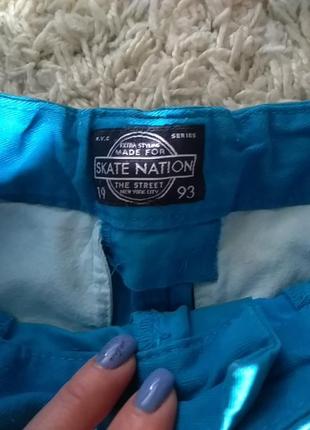 N.Y.C SERIES
EXTRA STYLING
MADE FOR
SKATE NATION
THE STREET
19 NEW YORK CITY 93